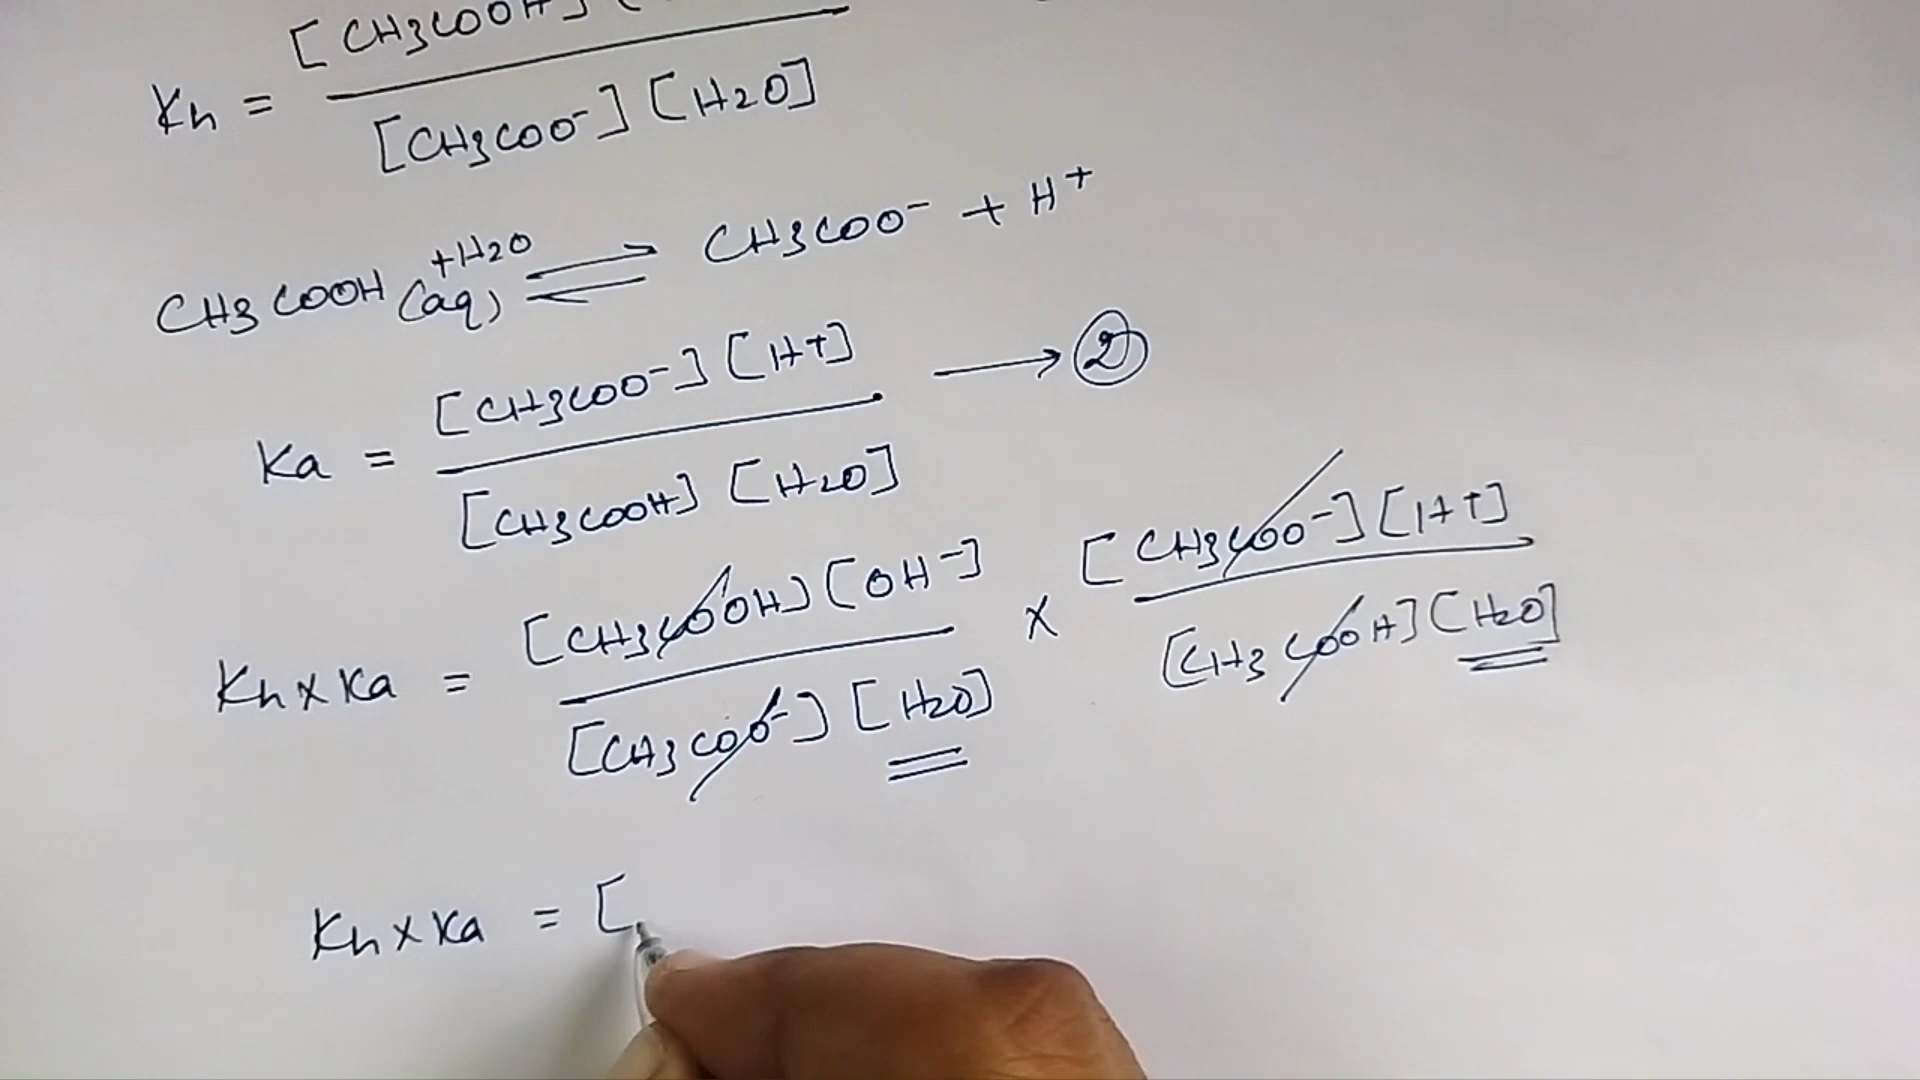 [CH3COOH] [
Kh =
[CH3COO-] [H2O]
CH3COOH (aq) +H2O ⇌ CH3COO- + H+
[CH3COO-] [H+]
Ka = → 2
[CH3COOH] [H2O]
[CH3COOH] [OH-] x [CH3COO-] [H+]
Kh x Ka =
[CH3COO-] [H2O] [CH3COOH] [H2O]
Kh x Ka = [